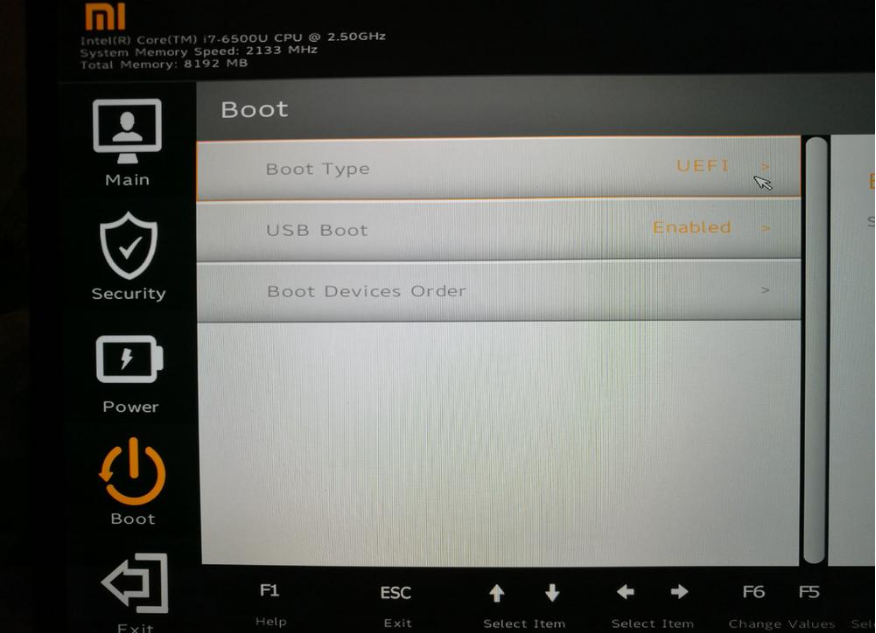 mi
Intel(R) Core(TM) i7-6500U CPU @ 2.50GHz
System Memory Speed: 2133 MHz
Total Memory: 8192 MB
Boot
Main
Boot Type UEFI >
USB Boot Enabled >
Security
Boot Devices Order >
Power
Boot
Exit
F1 ESC F6 F5
Help Exit Select Item Select Item Change Values